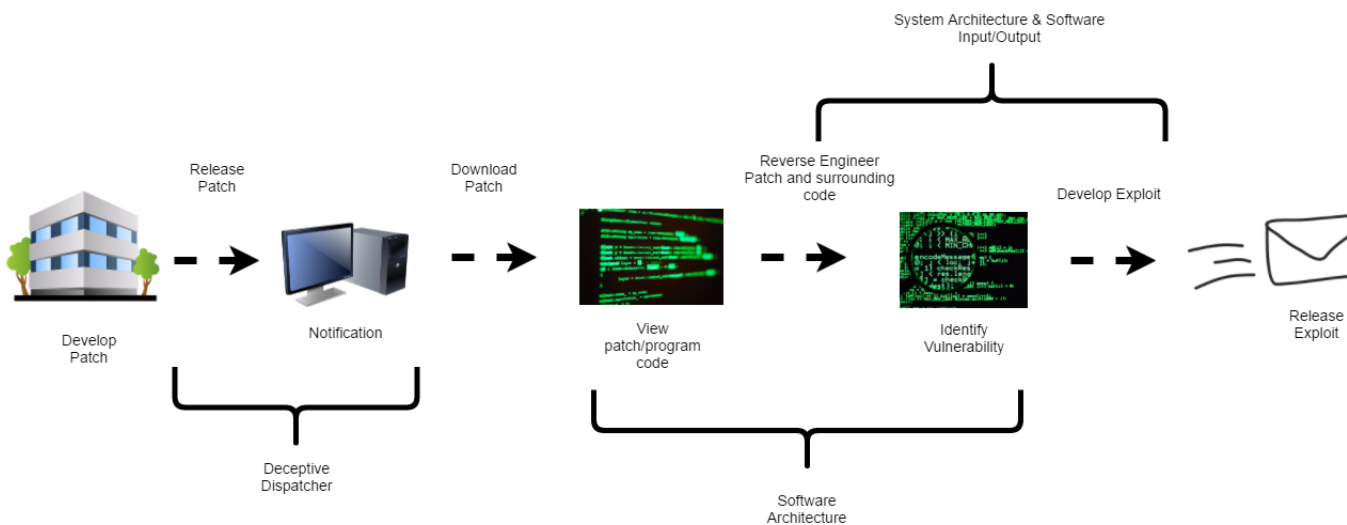 System Architecture & Software
Input/Output
Release
Patch
Download
Patch
Reverse Engineer
Patch and surrounding
code
Develop Exploit
Develop
Patch
Notification
View
patch/program
code
Identify
Vulnerability
Release
Exploit
Deceptive
Dispatcher
Software
Architecture